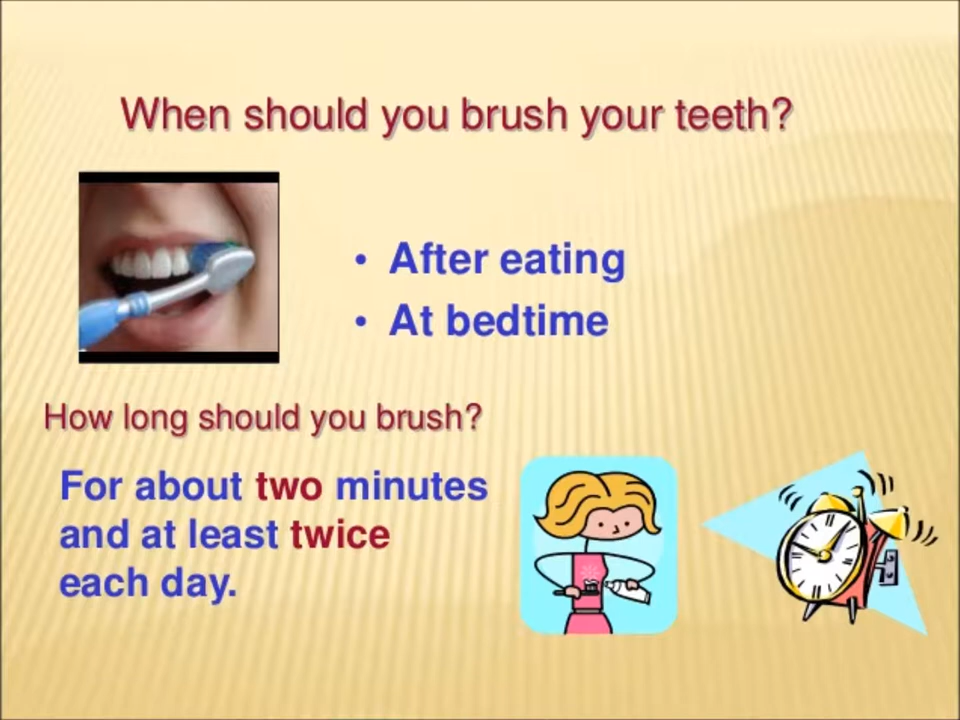 When should you brush your teeth?
• After eating
• At bedtime
How long should you brush?
For about two minutes
and at least twice
each day.